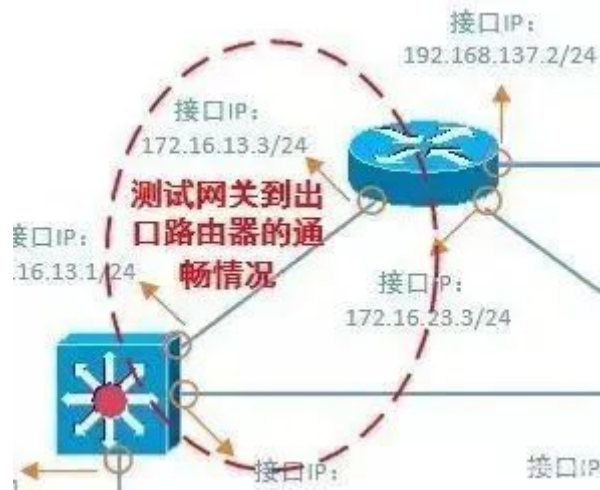 接口IP：
192.168.137.2/24
接口IP：
172.16.13.3/24
测试网关到出
口路由器的通
畅情况
接口IP：
.16.13.1/24
接口IP：
172.16.23.3/24
接口IP：
接口IP